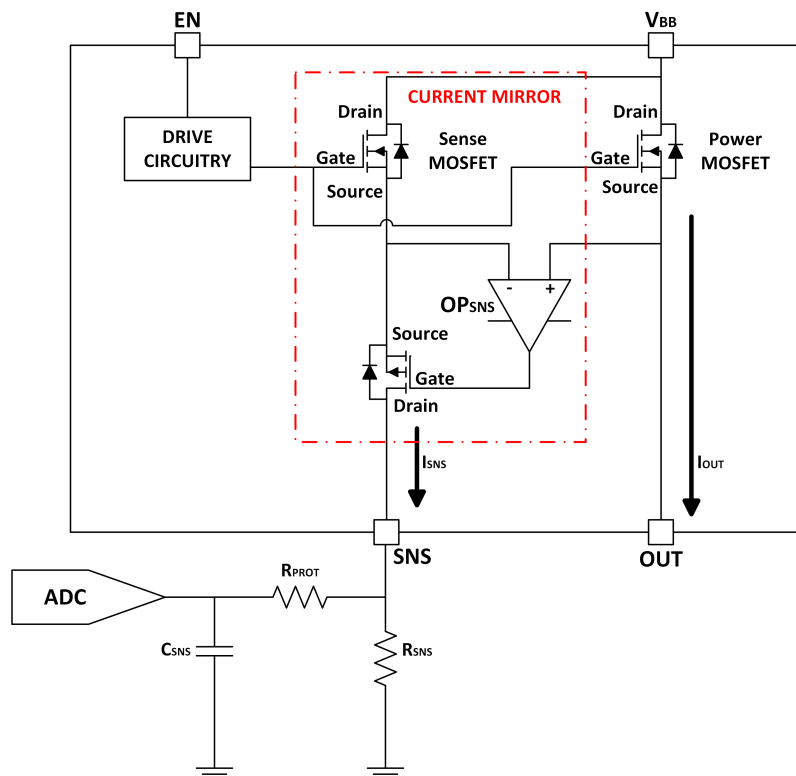 EN
VBB
CURRENT MIRROR
Drain
Drain
DRIVE
CIRCUITRY
Sense
MOSFET
Power
MOSFET
Gate
Gate
Source
Source
- +
OPSNS
Source
Gate
Drain
ISNS
IOUT
SNS
OUT
RPROT
ADC
CSNS
RSNS